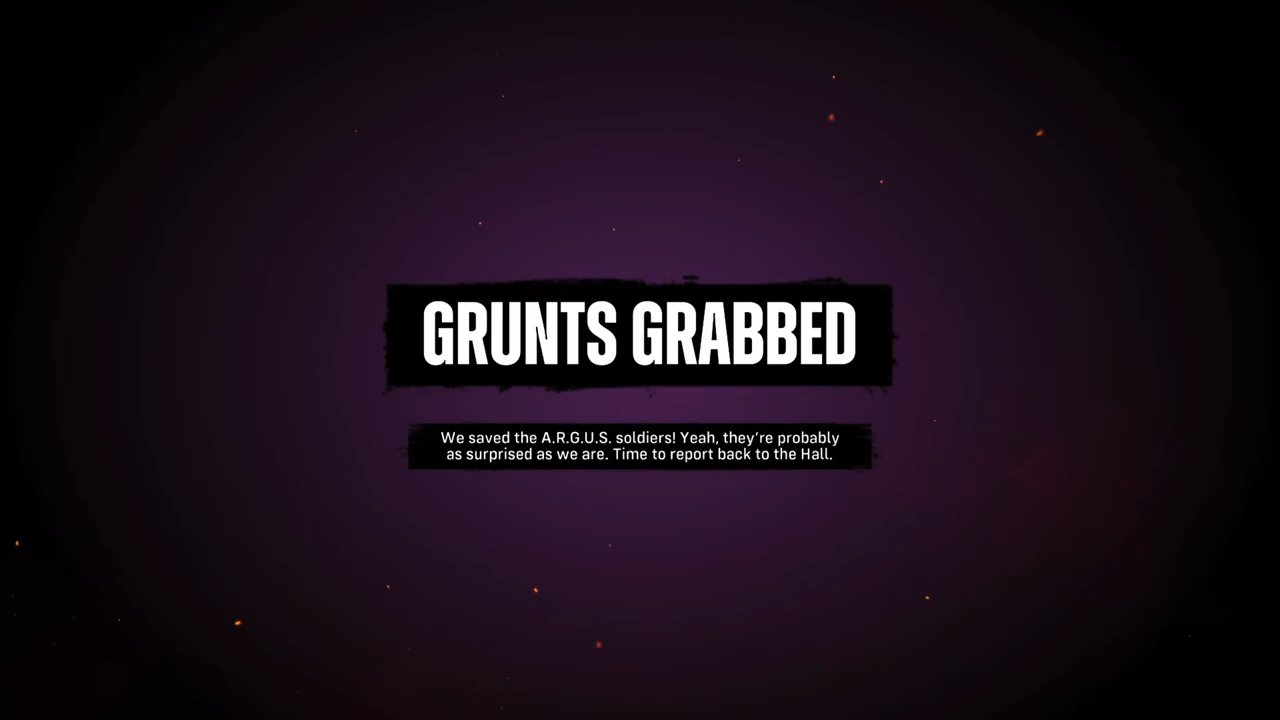 GRUNTS GRABBED
We saved the A.R.G.U.S. soldiers! Yeah, they're probably
as surprised as we are. Time to report back to the Hall.